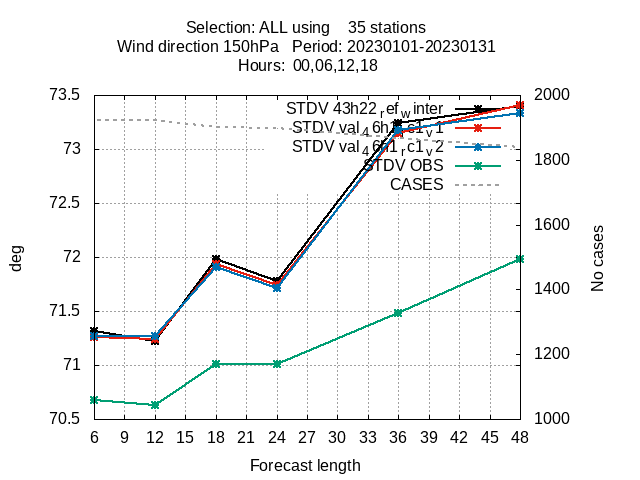 Selection: ALL using 35 stations
Wind direction 150hPa Period: 20230101-20230131
Hours: 00,06,12,18
STDV 43h22refwinter
STDV OBS
CASES
73.5
73
72.5
72
71.5
71
70.5
2000
1800
1600
1400
1200
1000
deg
No cases
6 9 12 15 18 21 24 27 30 33 36 39 42 45 48
Forecast length